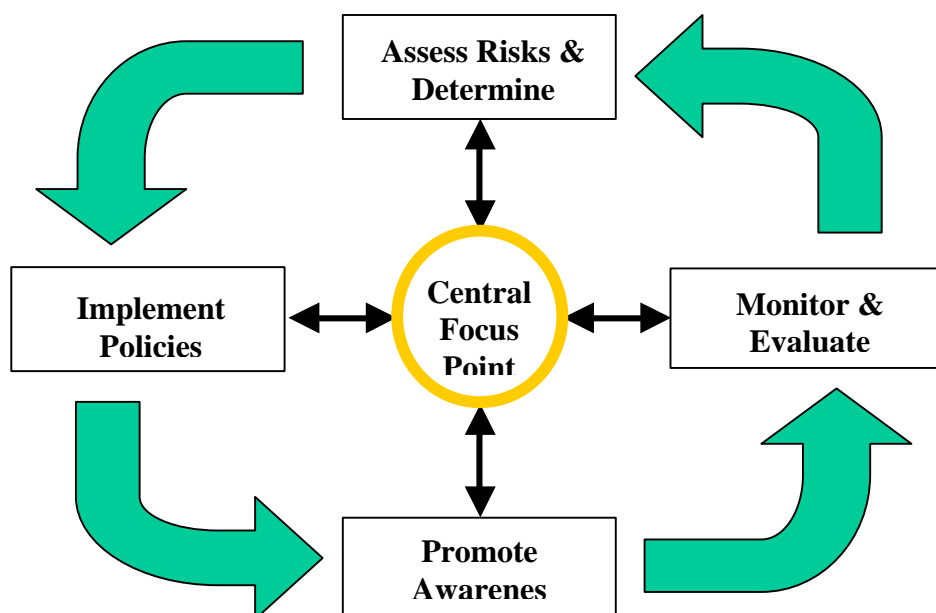 Assess Risks &
Determine
Implement
Policies
Central
Focus
Point
Monitor &
Evaluate
Promote
Awarenes